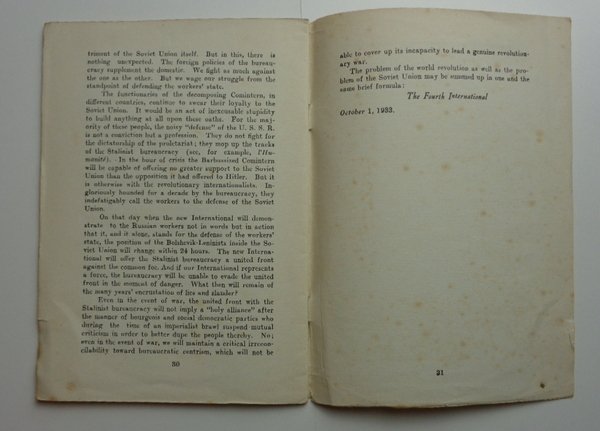 triment of the Soviet Union itself. But in this, there is
nothing unexpected. The foreign policies of the bureau-
cracy supplement the domestic. We fight as much against
the one as the other. But we wage our struggle from the
standpoint of defending the workers' state.
The functionaries of the decomposing Comintern, in
different countries, continue to swear their loyalty to the
Soviet Union. It would be an act of inexcusable stupidity
to build anything at all upon these oaths. For the maj-
ority of these people, the noisy "defense" of the U. S. S. R.
is not a conviction but a profession. They do not fight for
the dictatorship of the proletariat; they mop up the tracks
of the Stalinist bureaucracy (see, for example, l'Hu-
manité). In the hour of crisis the Barbussized Comintern
will be capable of offering no greater support to the Soviet
Union than the opposition it had offered to Hitler. But it
is otherwise with the revolutionary internationalists. In-
gloriously hounded for a decade by the bureaucracy, they
indefatigably call the workers to the defense of the Soviet
Union.
On that day when the new International will demon-
strate to the Russian workers not in words but in action
that it, and it alone, stands for the defense of the workers'
state, the position of the Bolshevik-Leninists inside the So-
viet Union will change within 24 hours. The new Interna-
tional will offer the Stalinist bureaucracy a united front
against the common foe. And if our International represents
a force, the bureaucracy will be unable to evade the united
front in the moment of danger. What then will remain of
the many years' encrustation of lies and slander?
Even in the event of war, the united front with the
Stalinist bureaucracy will not imply a "holy alliance" after
the manner of bourgeois and social democratic parties who
during the time of an imperialist brawl suspend mutual
criticism in order to better dupe the people thereby. No;
even in the event of war, we will maintain a critical irrecon-
cilability toward bureaucratic centrism, which will not be
30
able to cover up its incapacity to lead a genuine revolution-
ary war.
The problem of the world revolution as well as the pro-
blem of the Soviet Union may be summed up in one and the
same brief formula:
The Fourth International
October 1, 1933.
31